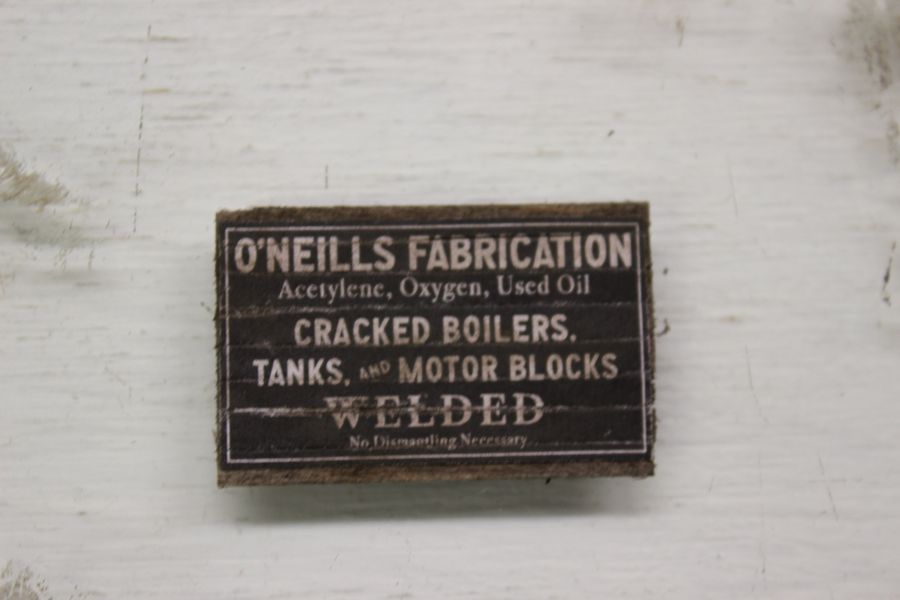 O'NEILLS FABRICATION
Acetylene, Oxygen, Used Oil
CRACKED BOILERS,
TANKS, AND MOTOR BLOCKS
WELDED
No Dismantling Necessary